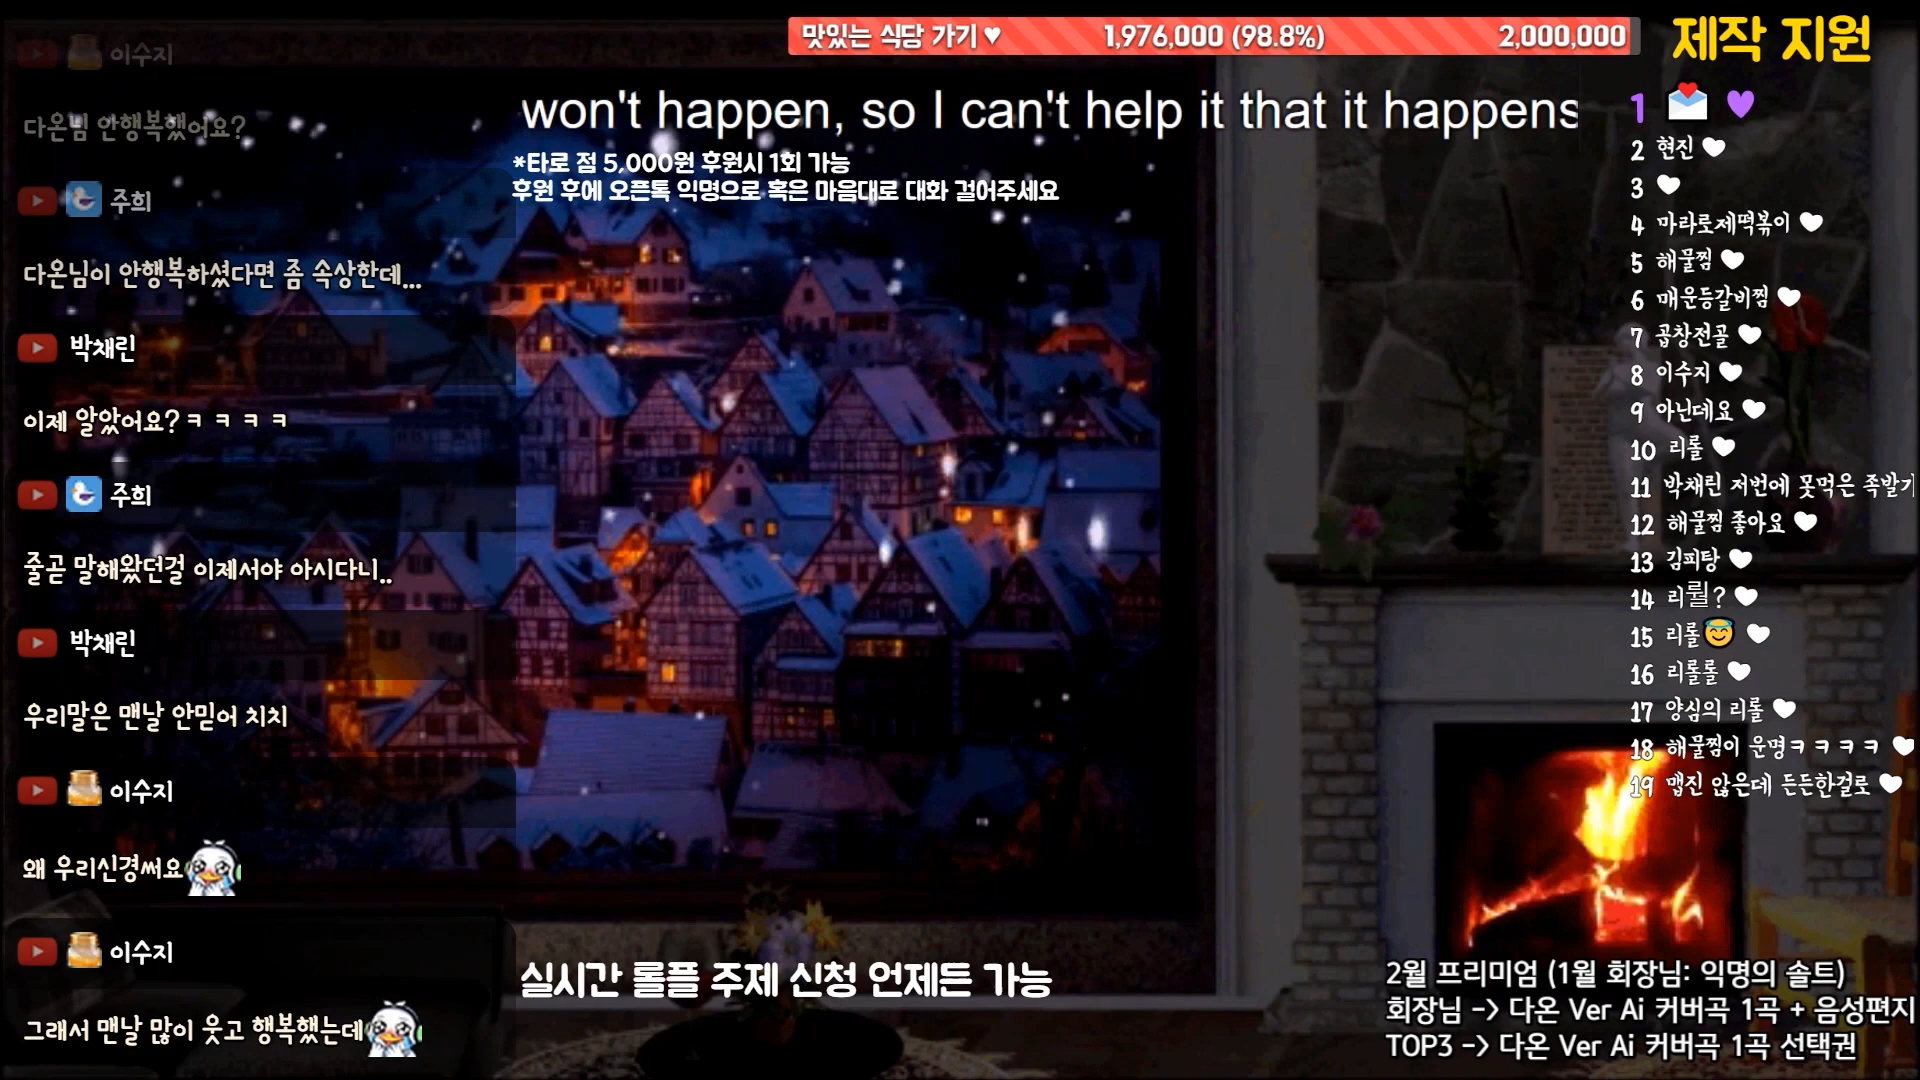 맛있는 식당 가기 ♥ 1,976,000 (98.8%) 2,000,000
제작 지원
이수지
다온님 안행복했어요?
주희
다온님이 안행복하셨다면 좀 속상한데...
박채린
이제 알았어요?ㅋㅋㅋㅋ
주희
줄곧 말해왔던걸 이제서야 아시다니..
박채린
우리말은 맨날 안믿어 치치
이수지
왜 우리신경써요
이수지
그래서 맨날 많이 웃고 행복했는데
won't happen, so I can't help it that it happens
*타로 점 5,000원 후원시 1회 가능
후원 후에 오픈톡 익명으로 혹은 마음대로 대화 걸어주세요
실시간 롤플 주제 신청 언제든 가능
1 💌 💜
2 현진 🤍
3 🤍
4 마라로제떡볶이 🤍
5 해물찜 🤍
6 매운등갈비찜 🤍
7 곱창전골 🤍
8 이수지 🤍
9 아닌데요 🤍
10 리롤 🤍
11 박채린 저번에 못먹은 족발기
12 해물찜 좋아요 🤍
13 김피탕 🤍
14 리뤌? 🤍
15 리롤😇 🤍
16 리롤롤 🤍
17 양심의 리롤 🤍
18 해물찜이 운명ㅋㅋㅋㅋ 🤍
19 맵진 않은데 든든한걸로 🤍
2월 프리미엄 (1월 회장님: 익명의 솔트)
회장님 -> 다온 Ver Ai 커버곡 1곡 + 음성편지
TOP3 -> 다온 Ver Ai 커버곡 1곡 선택권